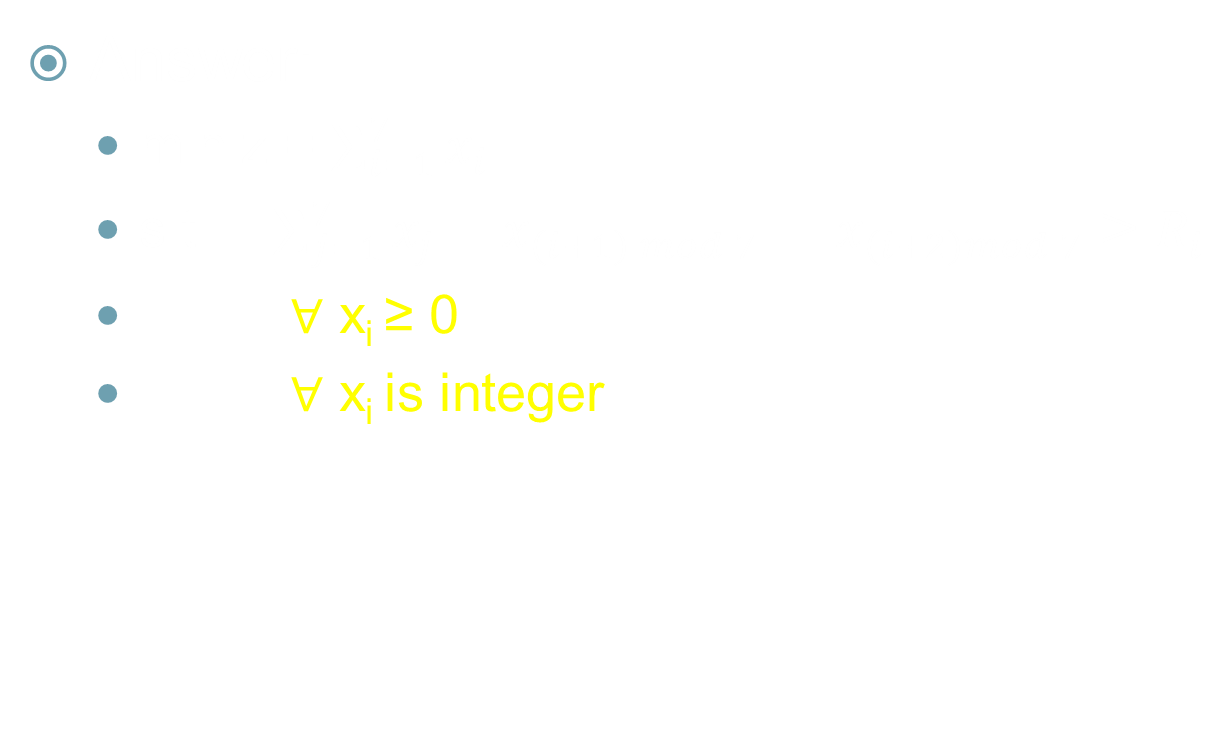 ∀ xᵢ ≥ 0
∀ xᵢ is integer